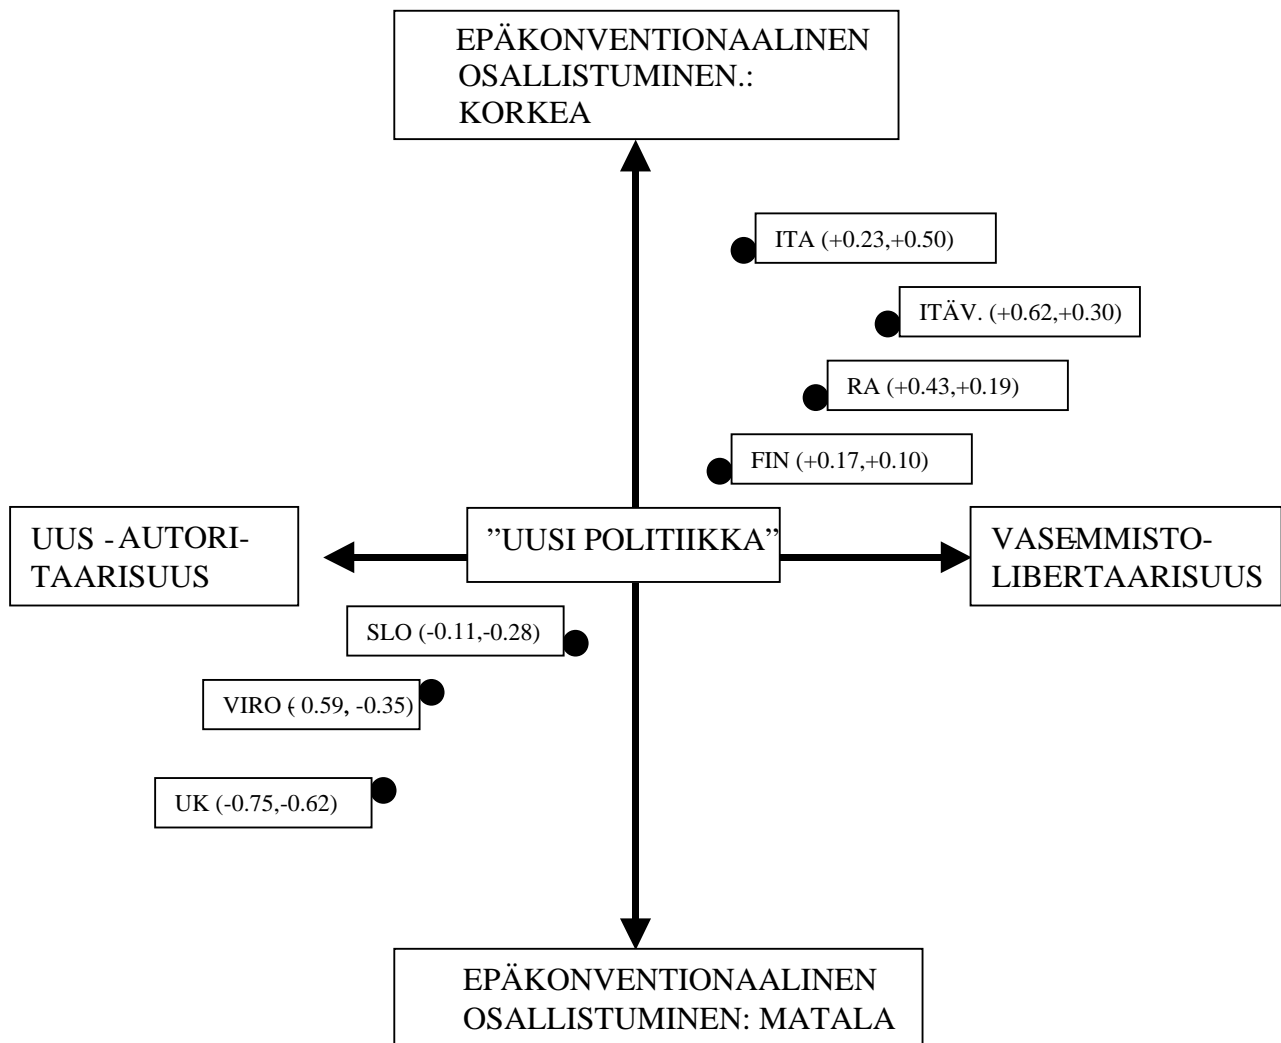 EPÄKONVENTIONAALINEN
OSALLISTUMINEN.:
KORKEA
ITA (+0.23,+0.50)
ITÄV. (+0.62,+0.30)
RA (+0.43,+0.19)
FIN (+0.17,+0.10)
UUS - AUTORI-
TAARISUUS
”UUSI POLITIIKKA”
VASEMMISTO-
LIBERTAARISUUS
SLO (-0.11,-0.28)
VIRO (- 0.59, -0.35)
UK (-0.75,-0.62)
EPÄKONVENTIONAALINEN
OSALLISTUMINEN: MATALA